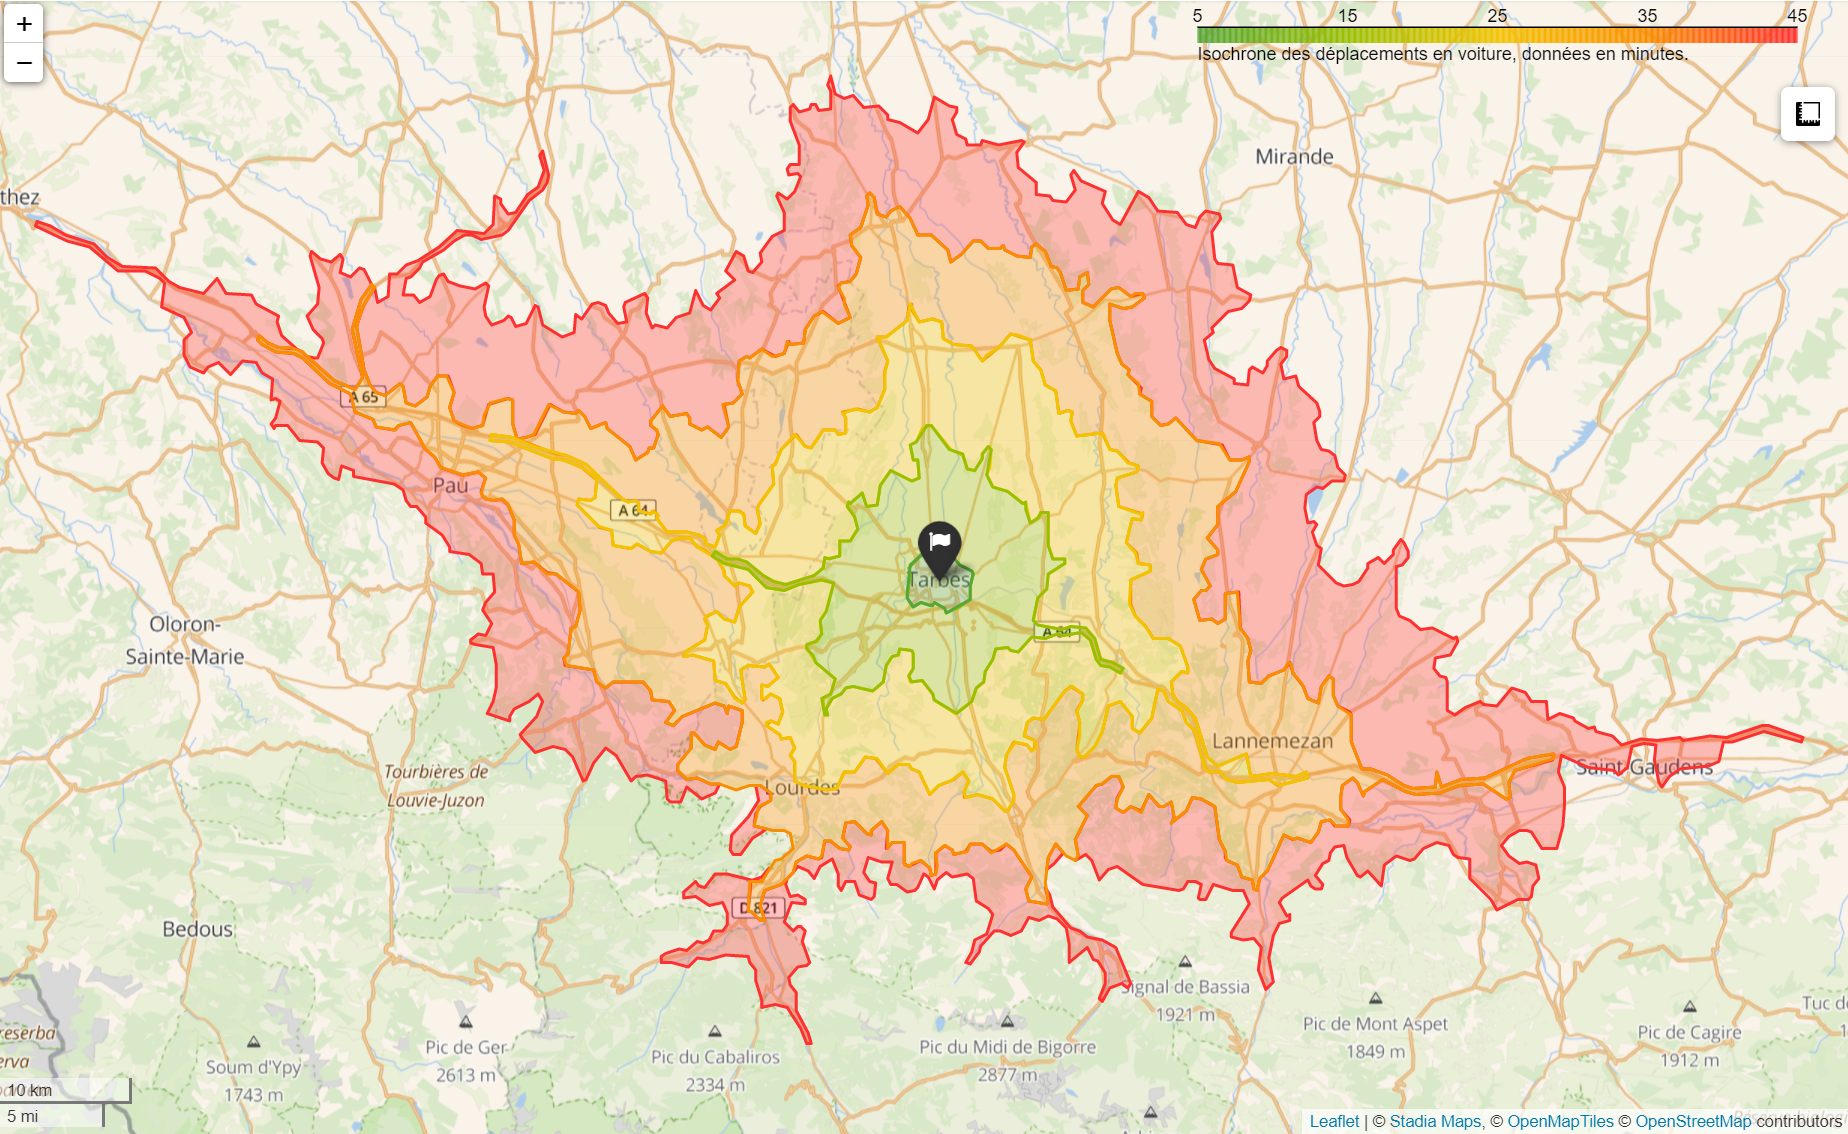 +
−
5 15 25 35 45
Isochrone des déplacements en voiture, données en minutes.
Mirande
thez
A 65
Pau
A 64
Tarbes
Oloron-
Sainte-Marie
A 64
Lannemezan
Saint-Gaudens
Tourbières de
Louvie-Juzon
Lourdes
D 821
Bedous
Signal de Bassia
1921 m
Pic de Mont Aspet
1849 m
Tuc de
Pic de Cagire
1912 m
reserba
erva
Soum d'Ypy
1743 m
Pic de Ger
2613 m
Pic du Cabaliros
2334 m
Pic du Midi de Bigorre
2877 m
10 km
5 mi
Leaflet | © Stadia Maps, © OpenMapTiles © OpenStreetMap contributors